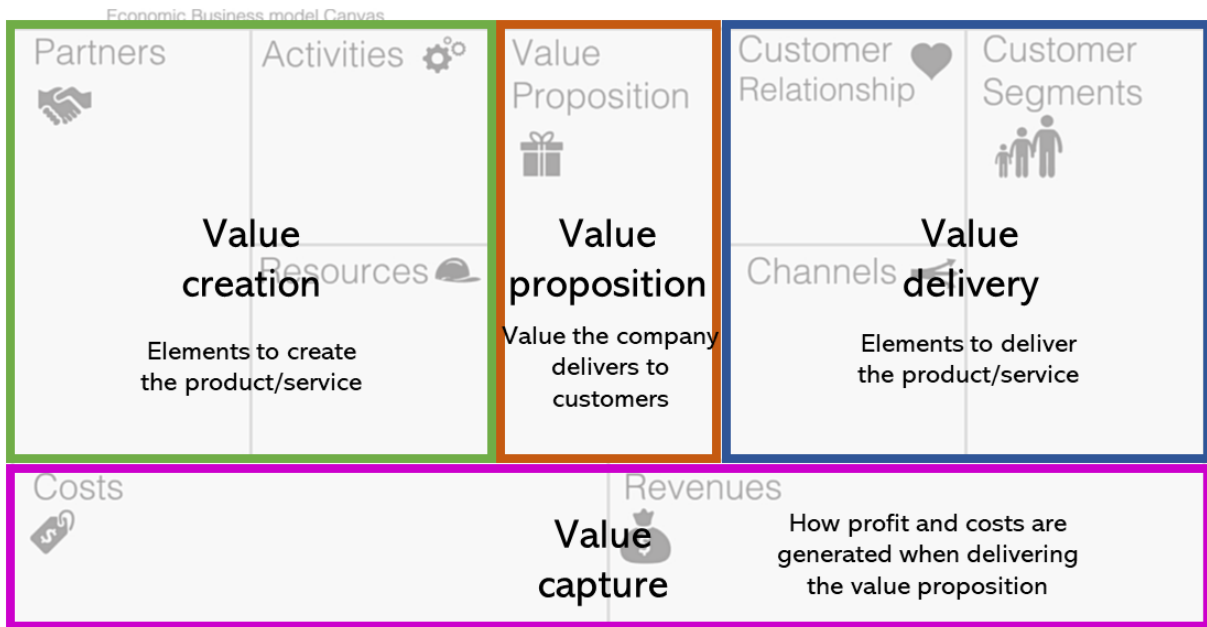 Economic Business model Canvas
Partners
Activities
Value
Proposition
Customer
Relationship
Customer
Segments
Value
creation
Resources
Elements to create
the product/service
Value
proposition
Value the company
delivers to
customers
Value
delivery
Channels
Elements to deliver
the product/service
Costs
Revenues
Value
capture
How profit and costs are
generated when delivering
the value proposition